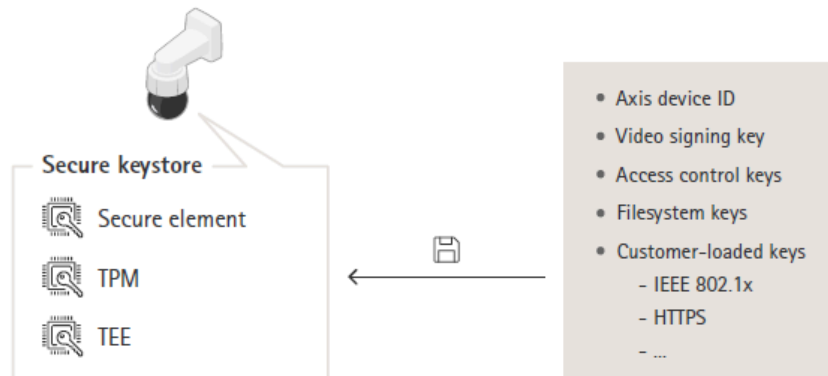 Secure keystore
Secure element
TPM
TEE
• Axis device ID
• Video signing key
• Access control keys
• Filesystem keys
• Customer-loaded keys
- IEEE 802.1x
- HTTPS
- ...